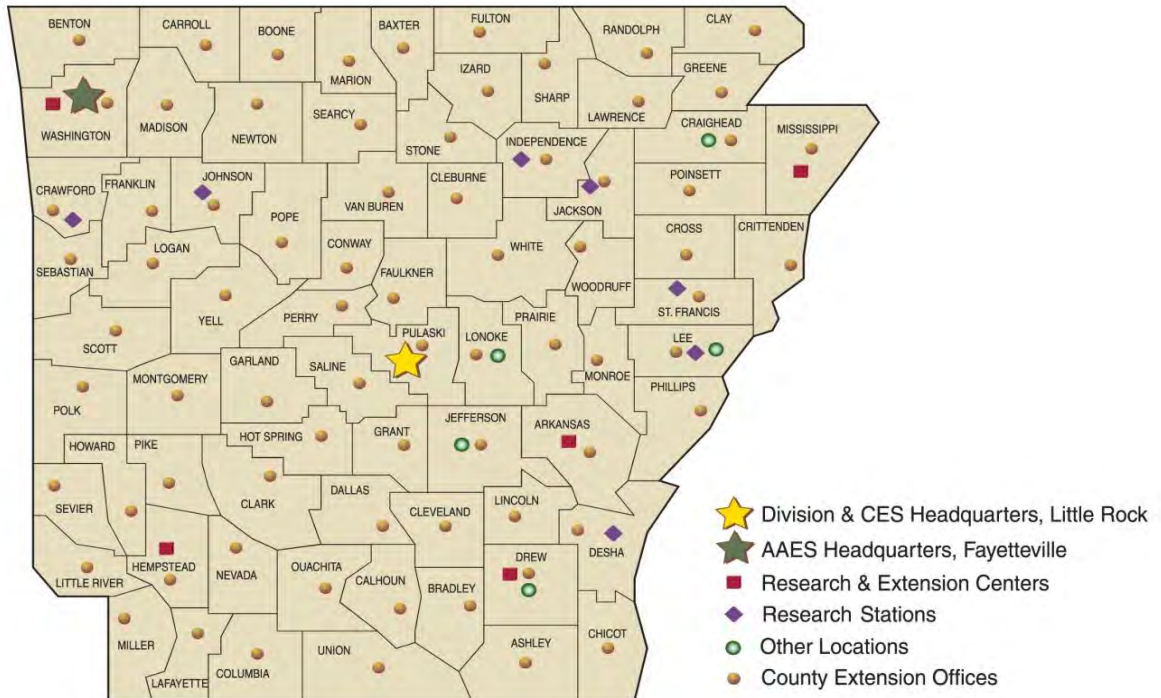 BENTON
CARROLL
BOONE
BAXTER
FULTON
RANDOLPH
CLAY
MARION
IZARD
SHARP
GREENE
LAWRENCE
WASHINGTON
MADISON
NEWTON
SEARCY
STONE
INDEPENDENCE
CRAIGHEAD
MISSISSIPPI
CRAWFORD
FRANKLIN
JOHNSON
POPE
VAN BUREN
CLEBURNE
JACKSON
POINSETT
LOGAN
CONWAY
WHITE
CROSS
CRITTENDEN
SEBASTIAN
FAULKNER
WOODRUFF
YELL
PERRY
PRAIRIE
ST. FRANCIS
SCOTT
PULASKI
LONOKE
LEE
GARLAND
SALINE
MONROE
MONTGOMERY
PHILLIPS
POLK
JEFFERSON
ARKANSAS
HOWARD
PIKE
HOT SPRING
GRANT
SEVIER
CLARK
DALLAS
CLEVELAND
LINCOLN
DESHA
LITTLE RIVER
HEMPSTEAD
NEVADA
OUACHITA
CALHOUN
BRADLEY
DREW
MILLER
LAFAYETTE
COLUMBIA
UNION
ASHLEY
CHICOT
Division & CES Headquarters, Little Rock
AAES Headquarters, Fayetteville
Research & Extension Centers
Research Stations
Other Locations
County Extension Offices